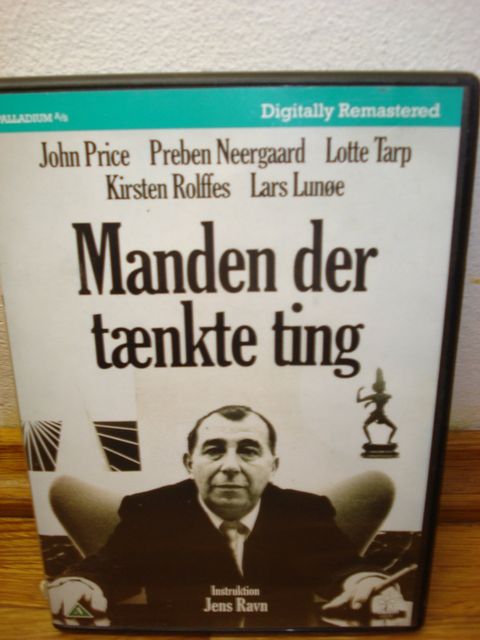 PALLADIUM A/S
Digitally Remastered
John Price Preben Neergaard Lotte Tarp
Kirsten Rolffes Lars Lunøe
Manden der
tænkte ting
Instruktion
Jens Ravn